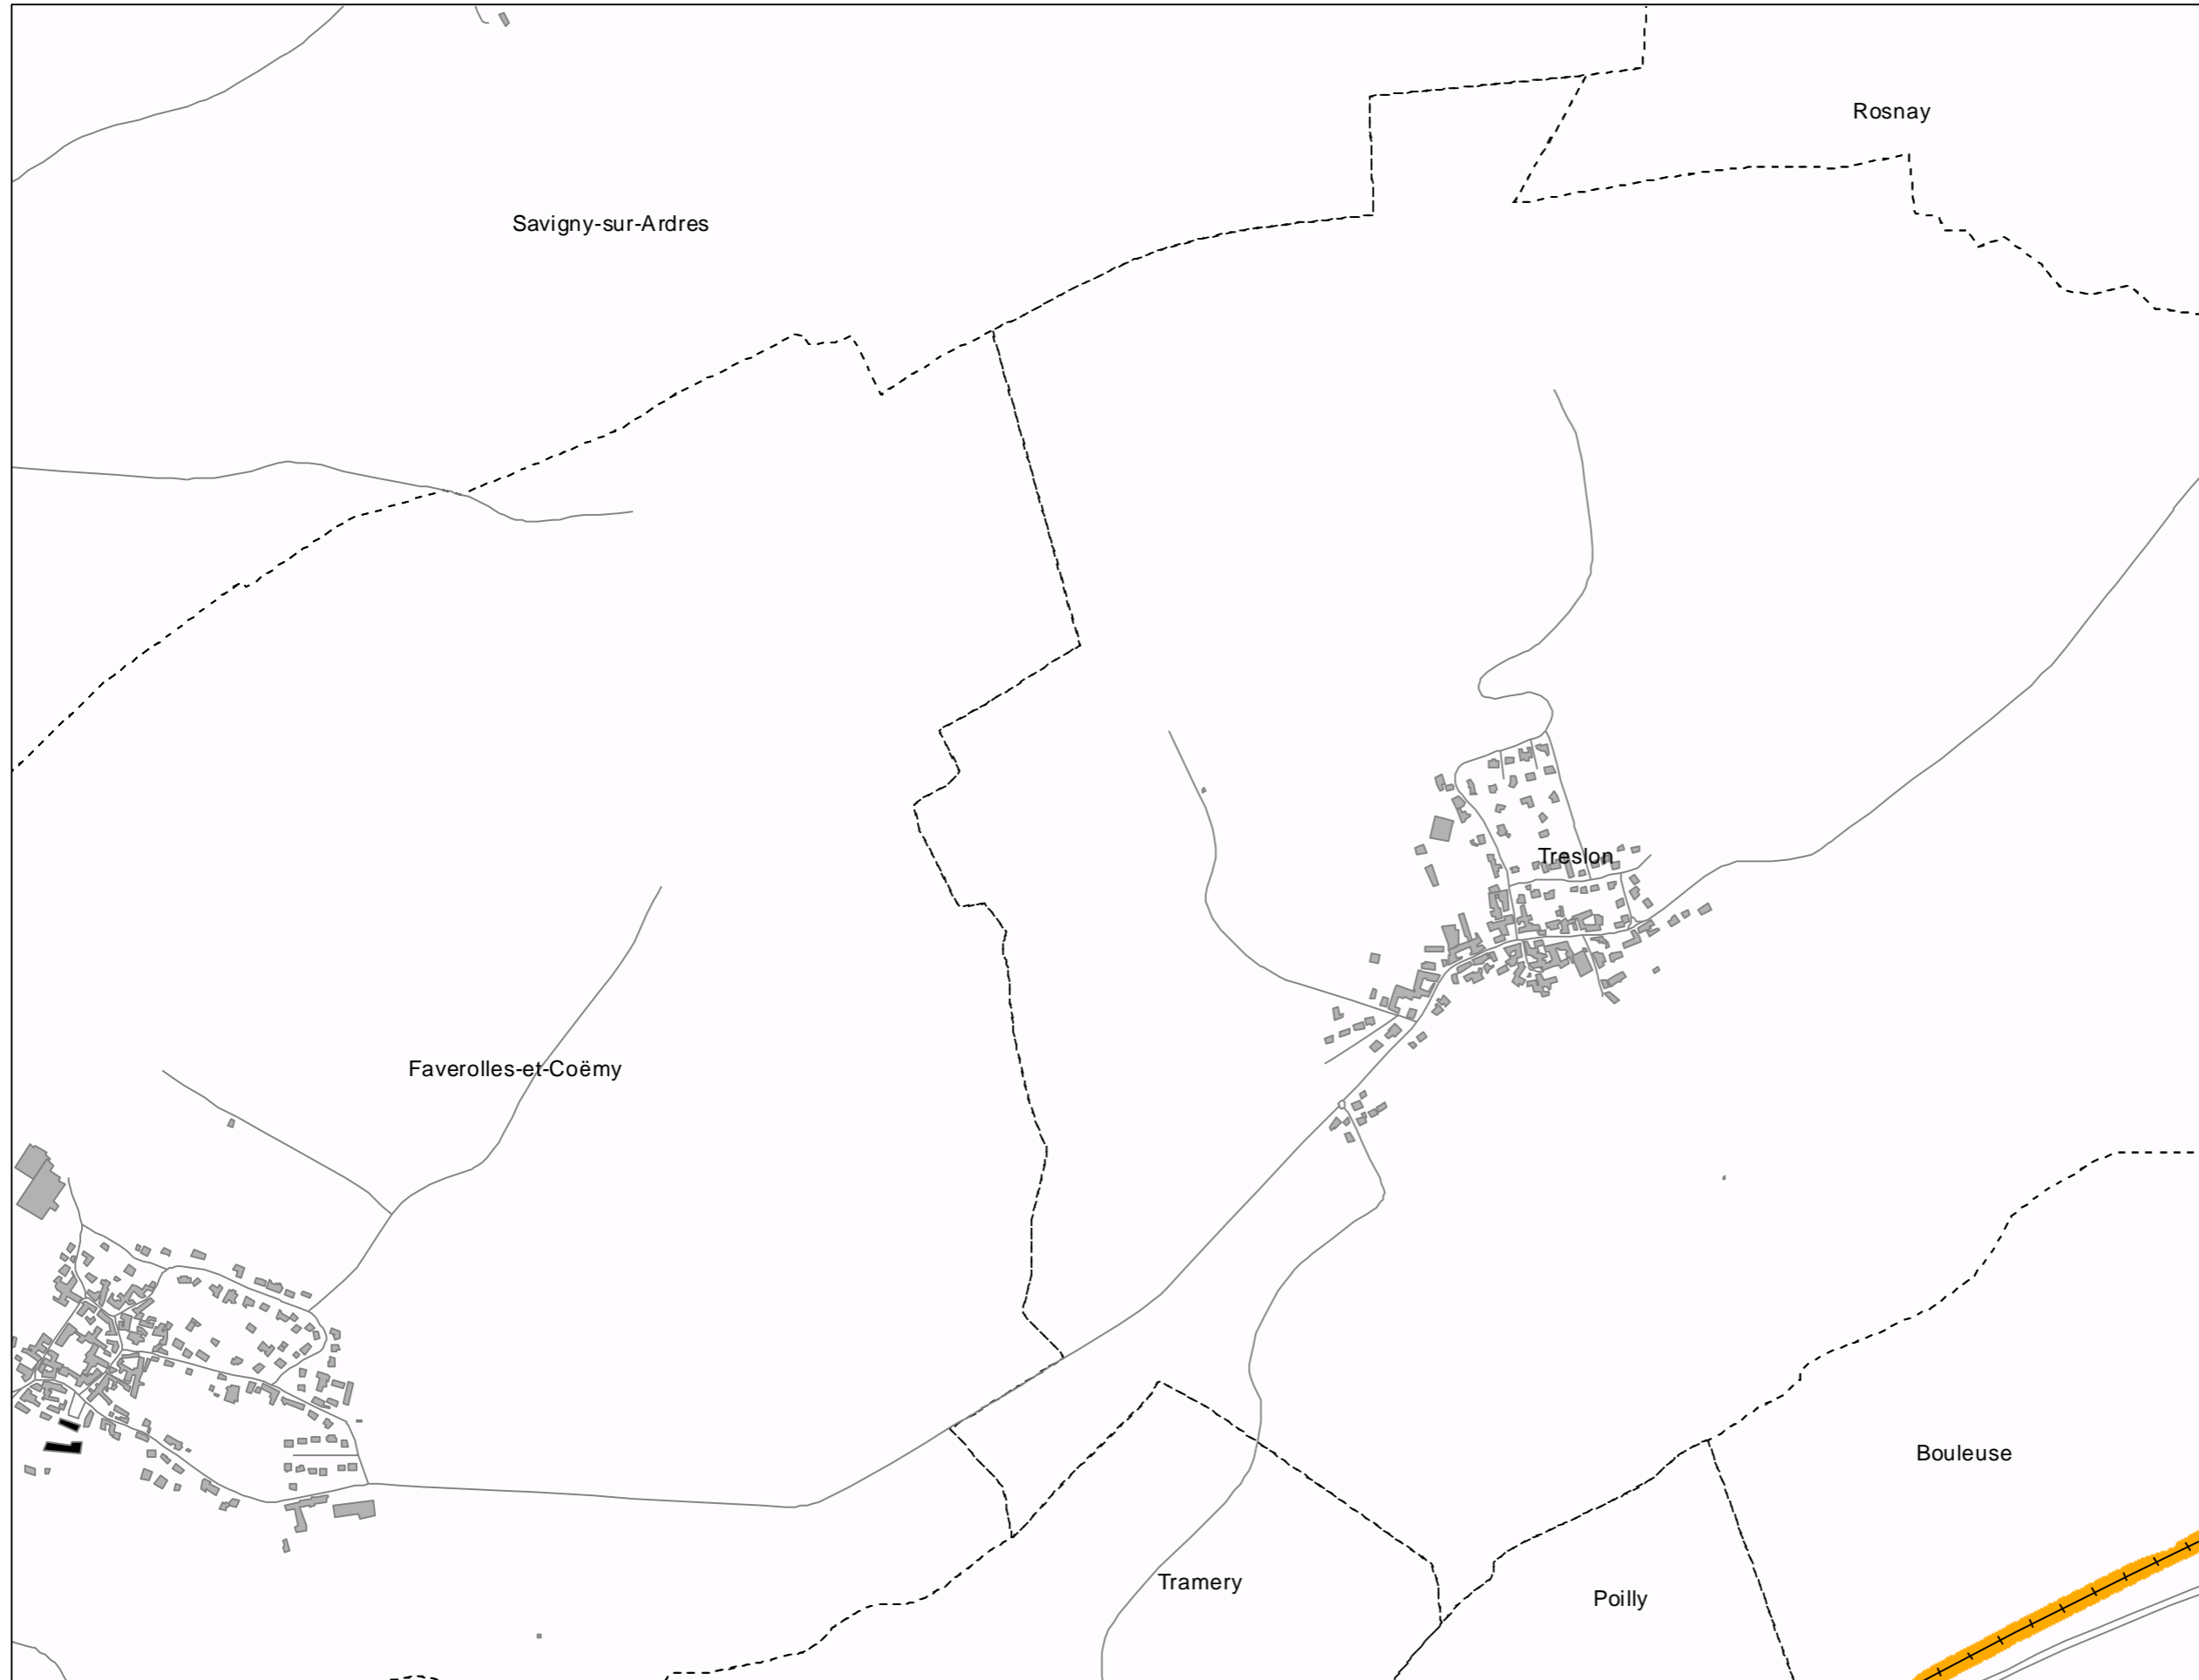 Rosnay
Savigny-sur-Ardres
Treslon
Faverolles-et-Coëmy
Bouleuse
Tramery
Poilly